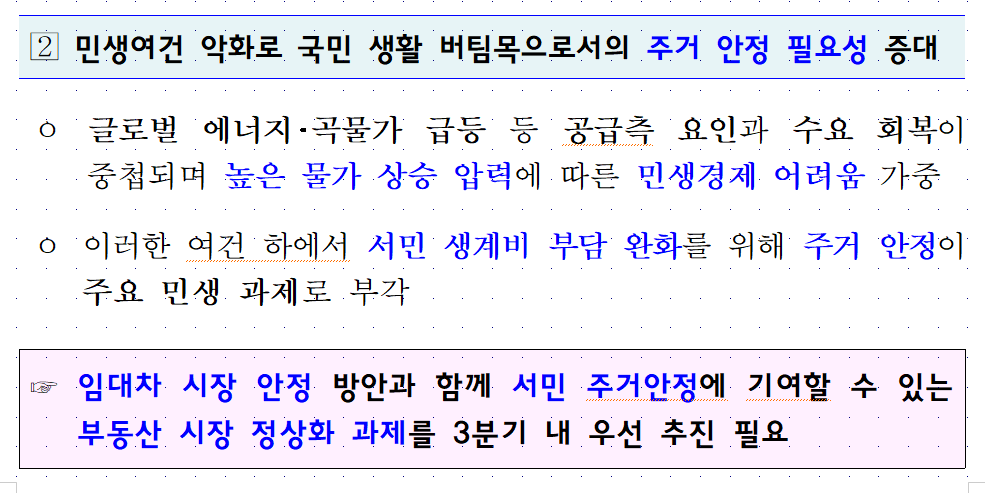 2 민생여건 악화로 국민 생활 버팀목으로서의 주거 안정 필요성 증대
ㅇ 글로벌 에너지·곡물가 급등 등 공급측 요인과 수요 회복이
중첩되며 높은 물가 상승 압력에 따른 민생경제 어려움 가중
ㅇ 이러한 여건 하에서 서민 생계비 부담 완화를 위해 주거 안정이
주요 민생 과제로 부각
☞ 임대차 시장 안정 방안과 함께 서민 주거안정에 기여할 수 있는
부동산 시장 정상화 과제를 3분기 내 우선 추진 필요